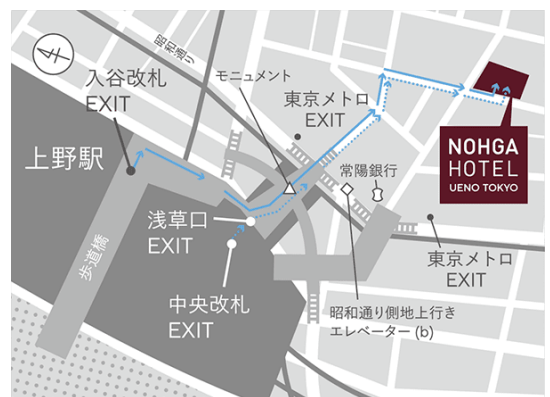 昭和通り
入谷改札
EXIT
モニュメント
東京メトロ
EXIT
上野駅
NOHGA
HOTEL
UENO TOKYO
常陽銀行
浅草口
EXIT
歩道橋
東京メトロ
EXIT
中央改札
EXIT
昭和通り側地上行き
エレベーター (b)